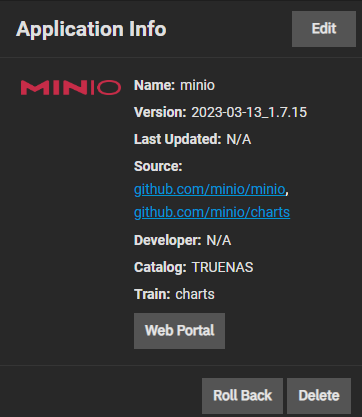 Application Info
Edit
MINIO
Name: minio
Version: 2023-03-13_1.7.15
Last Updated: N/A
Source:
github.com/minio/minio,
github.com/minio/charts
Developer: N/A
Catalog: TRUENAS
Train: charts
Web Portal
Roll Back
Delete